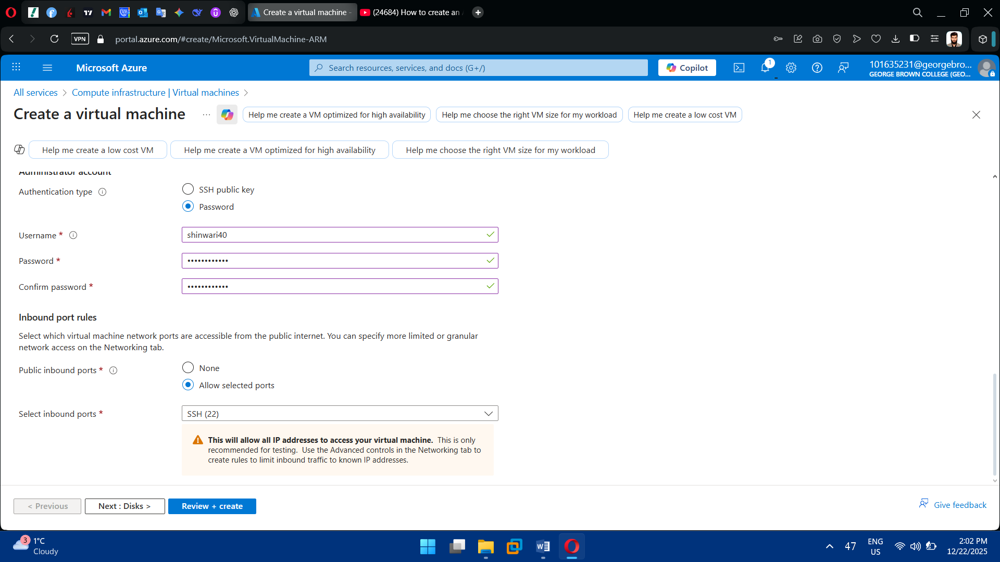 Create a virtual machine -
(24684) How to create an
VPN
portal.azure.com/#create/Microsoft.VirtualMachine-ARM
Microsoft Azure
Search resources, services, and docs (G+/)
Copilot
1
101635231@georgebro...
GEORGE BROWN COLLEGE (GEO...
All services > Compute infrastructure | Virtual machines >
Create a virtual machine
...
Help me create a VM optimized for high availability
Help me choose the right VM size for my workload
Help me create a low cost VM
Help me create a low cost VM
Help me create a VM optimized for high availability
Help me choose the right VM size for my workload
Administrator account
Authentication type
SSH public key
Password
Username *
shinwari40
Password *
••••••••••••
Confirm password *
••••••••••••
Inbound port rules
Select which virtual machine network ports are accessible from the public internet. You can specify more limited or granular
network access on the Networking tab.
Public inbound ports *
None
Allow selected ports
Select inbound ports *
SSH (22)
This will allow all IP addresses to access your virtual machine. This is only
recommended for testing. Use the Advanced controls in the Networking tab to
create rules to limit inbound traffic to known IP addresses.
< Previous
Next : Disks >
Review + create
Give feedback
3
1°C
Cloudy
47
ENG
US
2:02 PM
12/22/2025